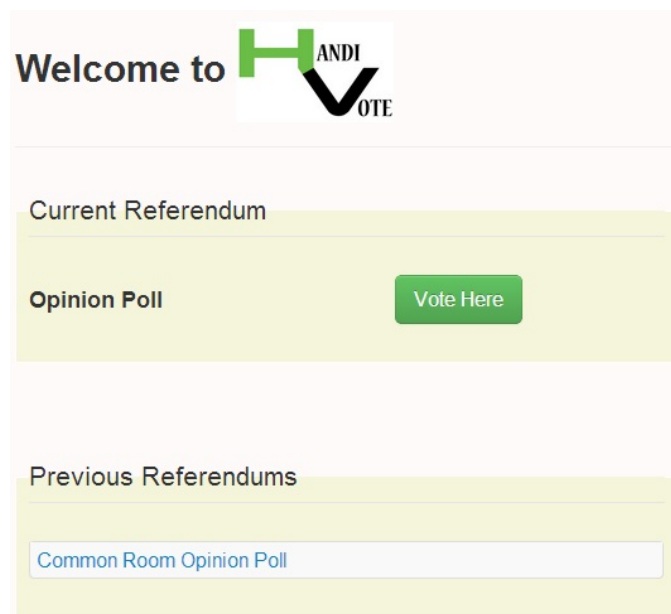 Welcome to HANDI VOTE
Current Referendum
Opinion Poll Vote Here
Previous Referendums
Common Room Opinion Poll